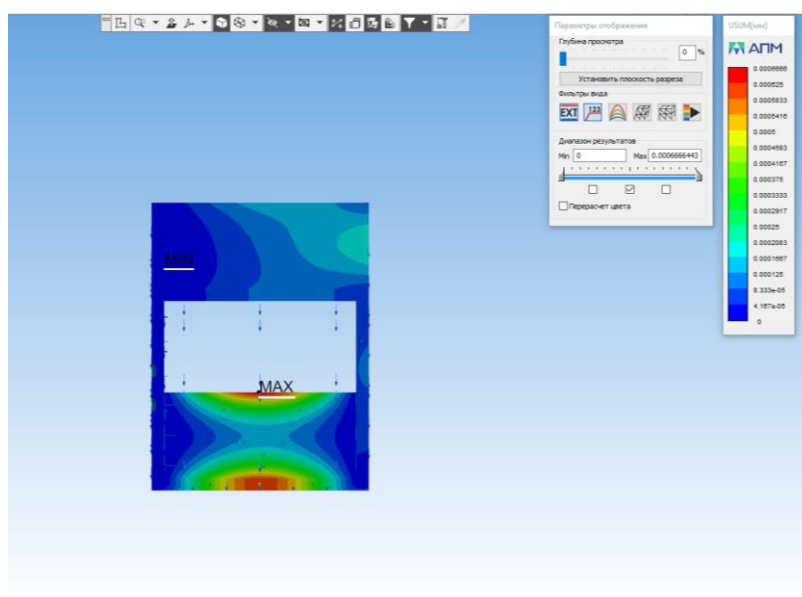 Параметры отображения
Глубина просмотра
0 %
Установить плоскость разреза
Фильтры вида
EXT 123
Диапазон результатов
Min 0 Max 0.0006666443
Перерасчет цвета
USUM[мм]
АПМ
0.0006666
0.000625
0.0005833
0.0005416
0.0005
0.0004583
0.0004167
0.000375
0.0003333
0.0002917
0.00025
0.0002083
0.0001667
0.000125
8.333e-05
4.167e-05
0
MIN
MAX